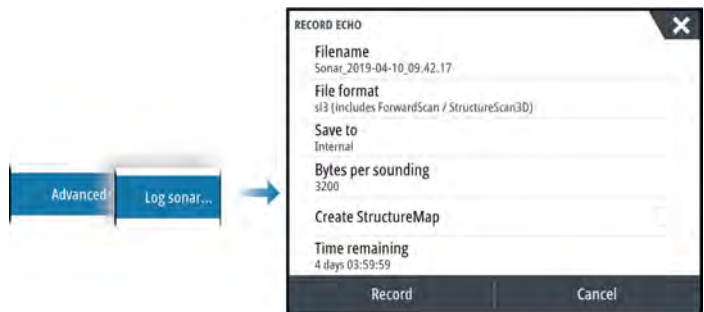 RECORD ECHO
Filename
Sonar_2019-04-10_09.42.17
File format
sl3 (includes ForwardScan / StructureScan3D)
Save to
Internal
Bytes per sounding
3200
Create StructureMap
Time remaining
4 days 03:59:59
Record
Cancel
Advanced
Log sonar...